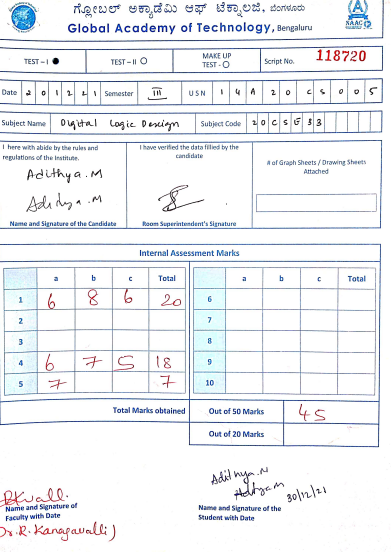 ಗ್ಲೋಬಲ್ ಅಕಾಡೆಮಿ ಆಫ್ ಟೆಕ್ನಾಲಜಿ, ಬೆಂಗಳೂರು
Global Academy of Technology, Bengaluru
NAAC
TEST – I TEST – II MAKE UP TEST - Script No. 118720
Date 2 0 1 2 2 1 Semester III U S N 1 4 A 2 0 C S 0 0 5
Subject Name Digital Logic Design Subject Code 2 0 C S E 3 3
I here with abide by the rules and regulations of the Institute.
I have verified the data fillied by the candidate
# of Graph Sheets / Drawing Sheets Attached
Adithya.M
Adithya.M
Name and Signature of the Candidate Room Superintendent's Signature
Internal Assessment Marks
a b c Total a b c Total
1 6 8 6 20 6
2 7
3 8
4 6 7 5 18 9
5 7 7 10
Total Marks obtained Out of 50 Marks 45
Out of 20 Marks
Adithya.M
Adithya.M 30/12/21
Name and Signature of Faculty with Date
Name and Signature of the Student with Date
Dr.R.Kanagavalli)